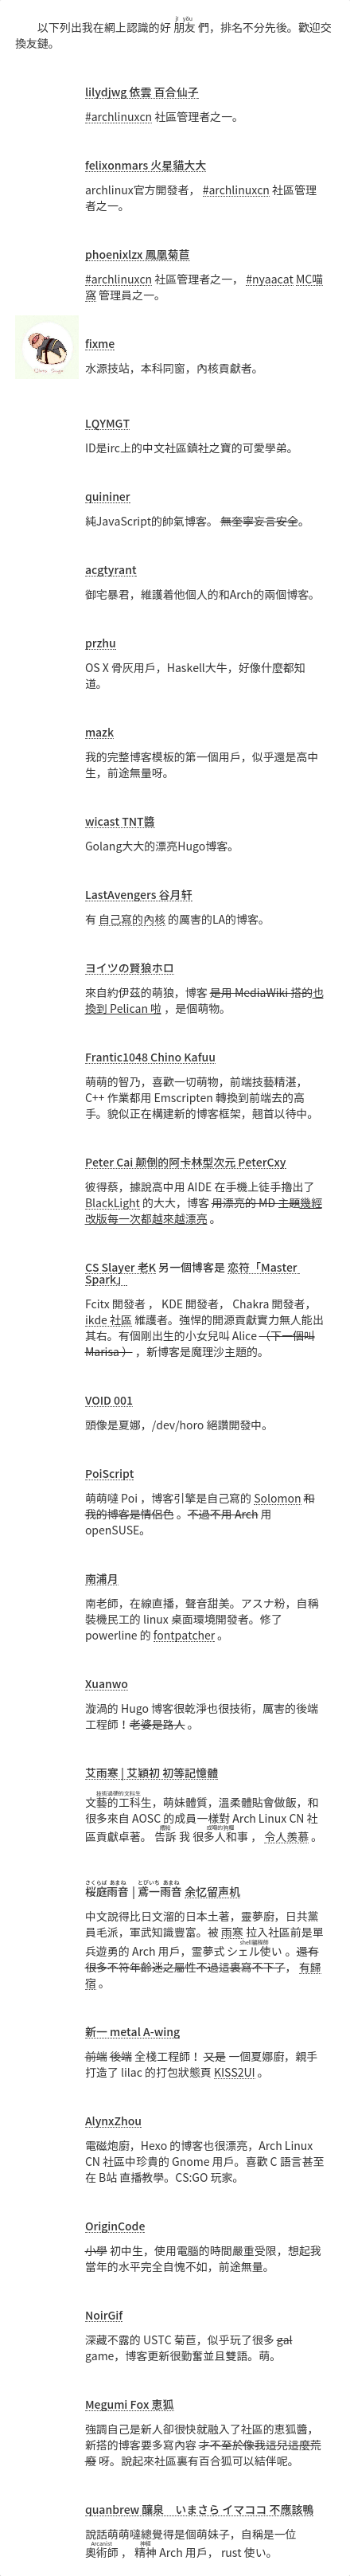 以下列出我在網上認識的好 朋友 們，排名不分先後。歡迎交
換友鏈。
lilydjwg 依雲 百合仙子
#archlinuxcn 社區管理者之一。
felixonmars 火星貓大大
archlinux官方開發者， #archlinuxcn 社區管理
者之一。
phoenixlzx 鳳凰菊苣
#archlinuxcn 社區管理者之一， #nyaacat MC喵
窩 管理員之一。
fixme
水源技站，本科同窗，內核貢獻者。
LQYMGT
ID是irc上的中文社區鎮社之寶的可愛學弟。
quininer
純JavaScript的帥氣博客。 無奎寧妄言安全。
acgtyrant
御宅暴君，維護着他個人的和Arch的兩個博客。
przhu
OS X 骨灰用戶，Haskell大牛，好像什麼都知
道。
mazk
我的完整博客模板的第一個用戶，似乎還是高中
生，前途無量呀。
wicast TNT醬
Golang大大的漂亮Hugo博客。
LastAvengers 谷月轩
有 自己寫的內核 的厲害的LA的博客。
ヨイツの賢狼ホロ
來自約伊茲的萌狼，博客 是用 MediaWiki 搭的也
換到 Pelican 啦 ，是個萌物。
Frantic1048 Chino Kafuu
萌萌的智乃，喜歡一切萌物，前端技藝精湛，
C++ 作業都用 Emscripten 轉換到前端去的高
手。貌似正在構建新的博客框架，翹首以待中。
Peter Cai 颠倒的阿卡林型次元 PeterCxy
彼得蔡，據說高中用 AIDE 在手機上徒手擼出了
BlackLight 的大大，博客 用漂亮的 MD 主題幾經
改版每一次都越來越漂亮 。
CS Slayer 老K 另一個博客是 恋符「Master
Spark」
Fcitx 開發者 ， KDE 開發者， Chakra 開發者，
ikde 社區 維護者。強悍的開源貢獻實力無人能出
其右。有個剛出生的小女兒叫 Alice （下一個叫
Marisa ） ，新博客是魔理沙主題的。
VOID 001
頭像是夏娜，/dev/horo 絕讚開發中。
PoiScript
萌萌噠 Poi ，博客引擎是自己寫的 Solomon 和
我的博客是情侶色 。不過不用 Arch 用
openSUSE。
南浦月
南老師，在線直播，聲音甜美。アスナ粉，自稱
裝機民工的 linux 桌面環境開發者。修了
powerline 的 fontpatcher 。
Xuanwo
漩渦的 Hugo 博客很乾淨也很技術，厲害的後端
工程師！老婆是路人 。
艾雨寒 | 艾穎初 初等記憶體
文藝的工科生，萌妹體質，溫柔體貼會做飯，和
很多來自 AOSC 的成員一樣對 Arch Linux CN 社
區貢獻卓著。 告訴 我 很多人和事 ， 令人羨慕 。
さくらば あまね とびいち あまね
桜庭雨音 | 鳶一雨音 余忆留声机
中文說得比日文溜的日本土著，靈夢廚，日共黨
員毛派，軍武知識豐富。被 雨寒 拉入社區前是單
兵遊勇的 Arch 用戶，靈夢式 シェル使い 。還有
很多不符年齡迷之屬性不過這裏寫不下了， 有歸
宿 。
新一 metal A-wing
前端 後端 全棧工程師！ 又是 一個夏娜廚，親手
打造了 lilac 的打包狀態頁 KISS2UI 。
AlynxZhou
電磁炮廚，Hexo 的博客也很漂亮，Arch Linux
CN 社區中珍貴的 Gnome 用戶。喜歡 C 語言甚至
在 B站 直播教學。CS:GO 玩家。
OriginCode
小學 初中生，使用電腦的時間嚴重受限，想起我
當年的水平完全自愧不如，前途無量。
NoirGif
深藏不露的 USTC 菊苣，似乎玩了很多 gal
game，博客更新很勤奮並且雙語。萌。
Megumi Fox 恵狐
強調自己是新人卻很快就融入了社區的恵狐醬，
新搭的博客要多寫內容 才不至於像我這兒這麼荒
廢 呀。說起來社區裏有百合狐可以結伴呢。
quanbrew 釀泉　いまさら イマココ 不應該鴨
說話萌萌噠總覺得是個萌妹子，自稱是一位
Arcanist
奧術師 ， 精神 Arch 用戶， rust 使い。